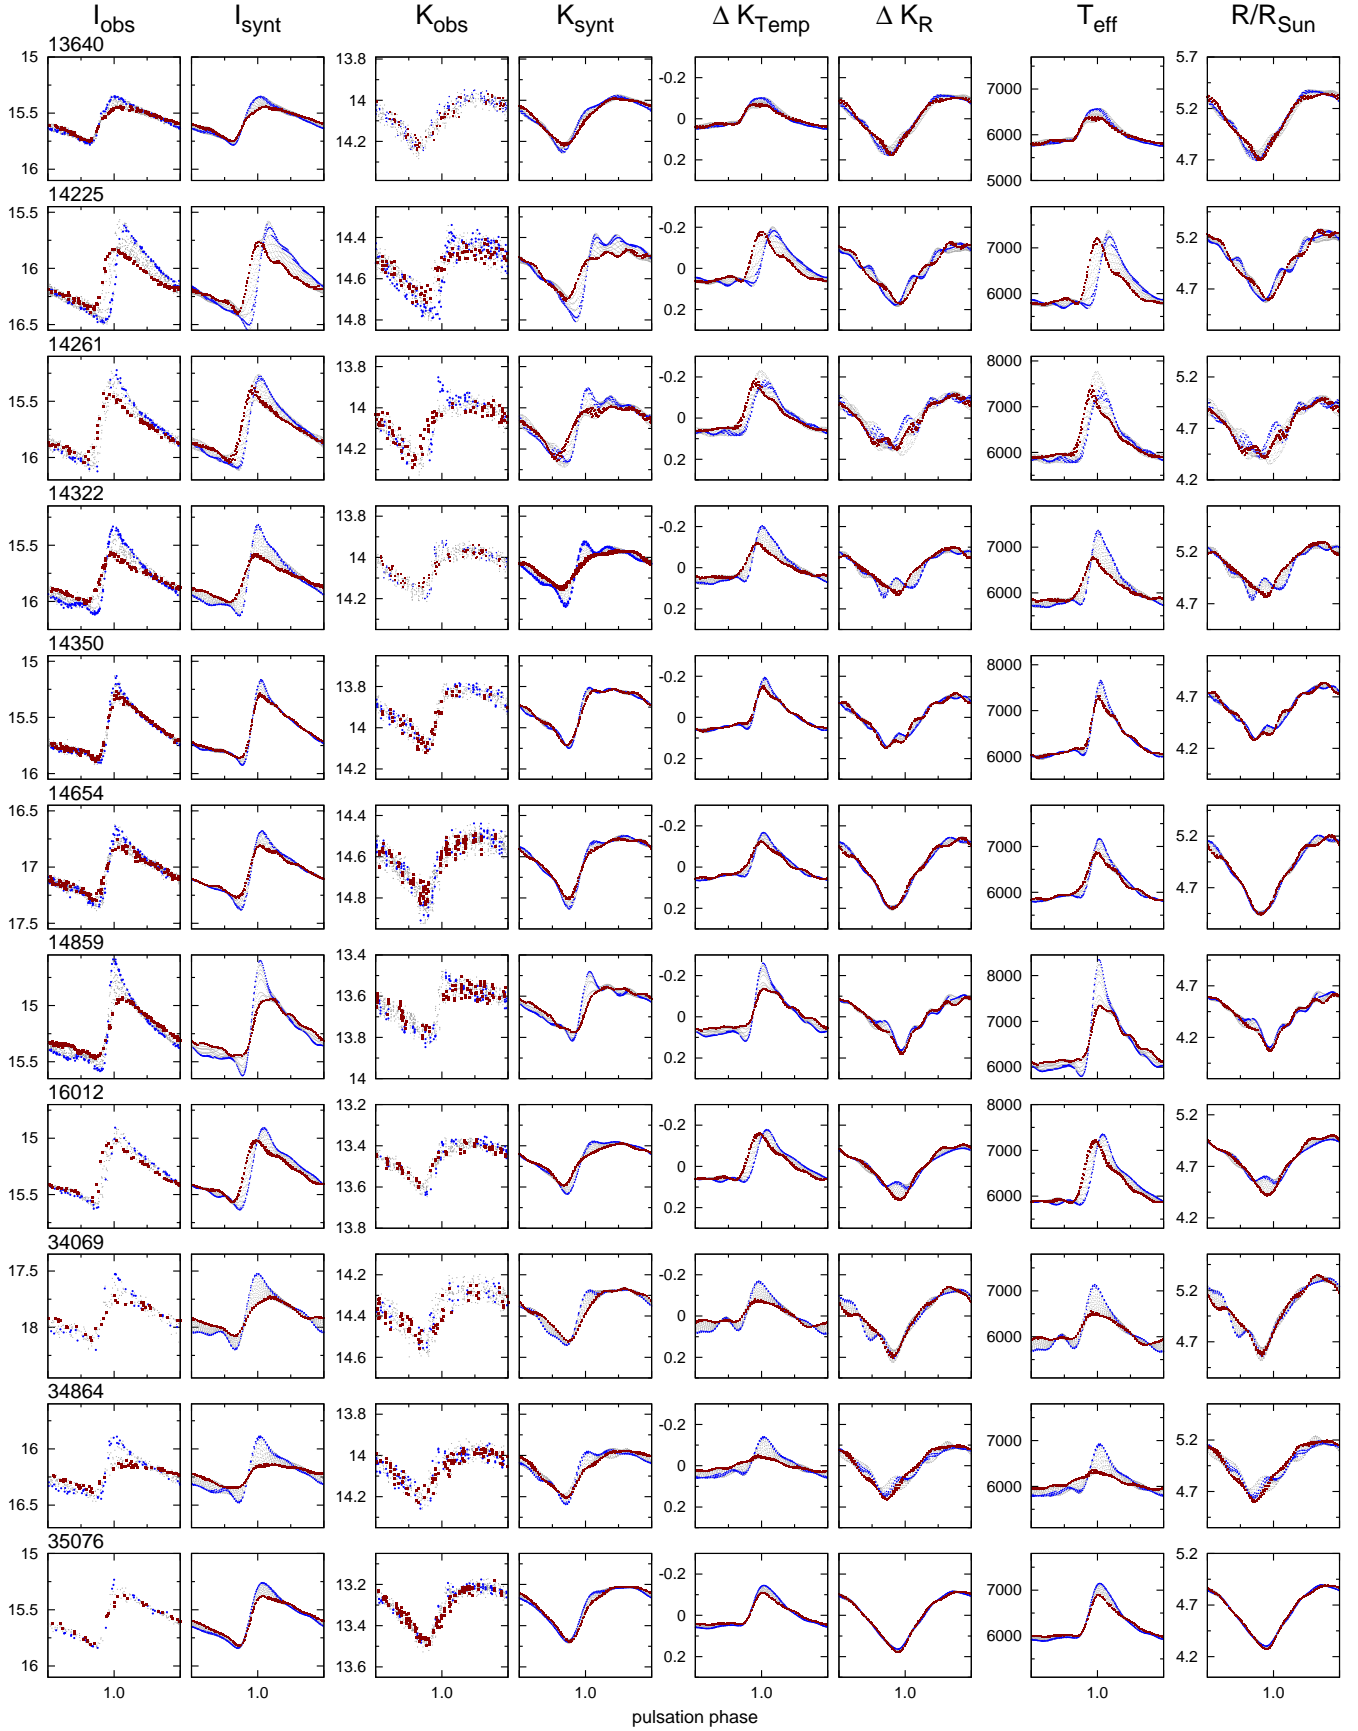 I_obs I_synt K_obs K_synt Δ K_Temp Δ K_R T_eff R/R_Sun
13640
15 13.8 5.7
-0.2 7000
15.5 14 0 5.2
6000
16 14.2 0.2 4.7
5000
14225
15.5 14.4 -0.2 7000 5.2
16 14.6 0
6000 4.7
16.5 14.8 0.2
14261
13.8 -0.2 8000 5.2
15.5 14 0 7000 4.7
16 14.2 0.2 6000
4.2
14322
13.8 -0.2
15.5 14 0 7000 5.2
16 14.2 0.2 6000 4.7
14350
15 -0.2 8000
13.8 4.7
15.5 14 0 7000
4.2
16 14.2 0.2 6000
14654
16.5 14.4 -0.2 7000 5.2
17 14.6 0
6000 4.7
17.5 14.8 0.2
14859
13.4
-0.2 8000 4.7
15 13.6 0 7000
13.8 4.2
15.5 0.2 6000
14
16012
13.2 8000 5.2
15 13.4 -0.2
0 7000 4.7
15.5 13.6 6000
0.2 4.2
13.8
34069
17.5 14.2 -0.2
7000 5.2
18 14.4 0
6000 4.7
14.6 0.2
34864
13.8 -0.2
16 14 0 7000 5.2
16.5 14.2 0.2 6000 4.7
35076
15 -0.2 5.2
13.2 7000
15.5 13.4 0 4.7
6000
16 13.6 0.2 4.2
1.0 1.0 1.0 1.0
pulsation phase